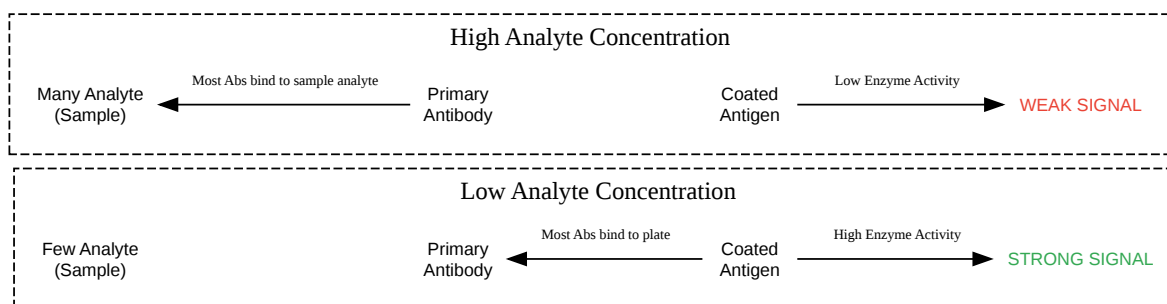 High Analyte Concentration
Most Abs bind to sample analyte
Low Enzyme Activity
Many Analyte
(Sample)
Primary
Antibody
Coated
Antigen
WEAK SIGNAL
Low Analyte Concentration
Most Abs bind to plate
High Enzyme Activity
Few Analyte
(Sample)
Primary
Antibody
Coated
Antigen
STRONG SIGNAL